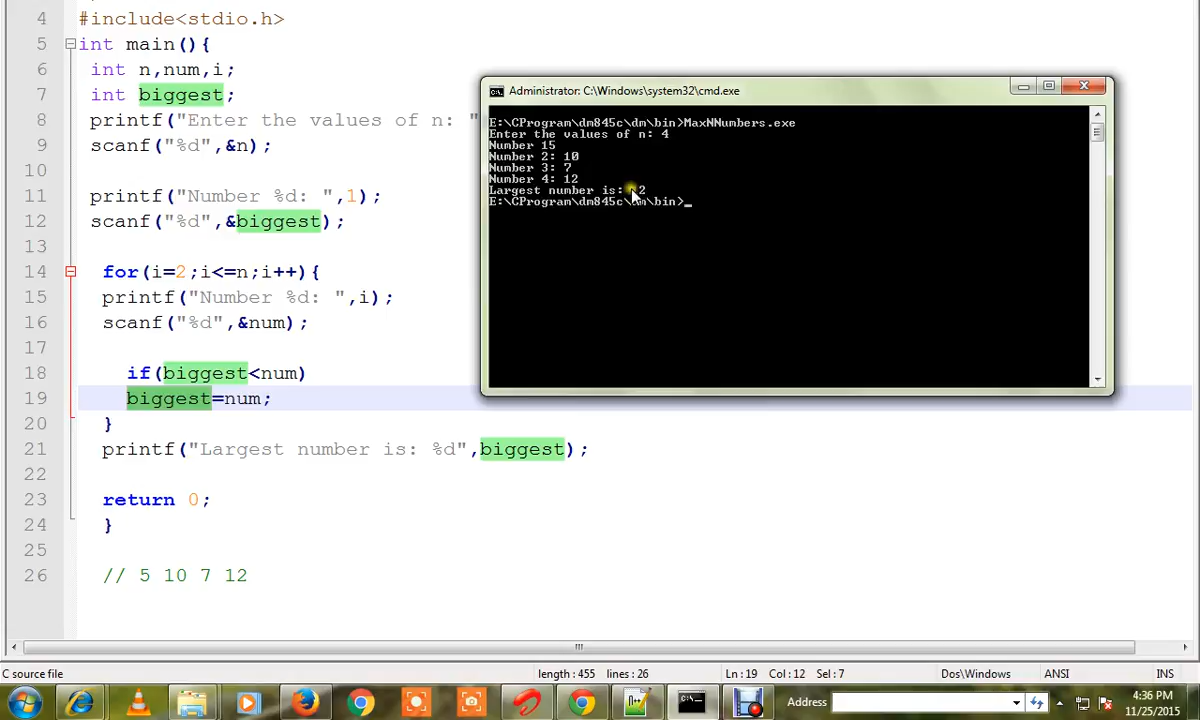 4 #include<stdio.h>
5 int main(){
6 int n,num,i;
7 int biggest;
8 printf("Enter the values of n: "
9 scanf("%d",&n);
10
11 printf("Number %d: ",1);
12 scanf("%d",&biggest);
13
14 for(i=2;i<=n;i++){
15 printf("Number %d: ",i);
16 scanf("%d",&num);
17
18 if(biggest<num)
19 biggest=num;
20 }
21 printf("Largest number is: %d",biggest);
22
23 return 0;
24 }
25
26 // 5 10 7 12
Administrator: C:\Windows\system32\cmd.exe
E:\CProgram\dm845c\dm\bin>MaxNNumbers.exe
Enter the values of n: 4
Number 15
Number 2: 10
Number 3: 7
Number 4: 12
Largest number is: 2
E:\CProgram\dm845c\dm\bin>_
C source file length:455 lines:26 Ln:19 Col:12 Sel:7 Dos\Windows ANSI INS
Address
4:36 PM
11/25/2015